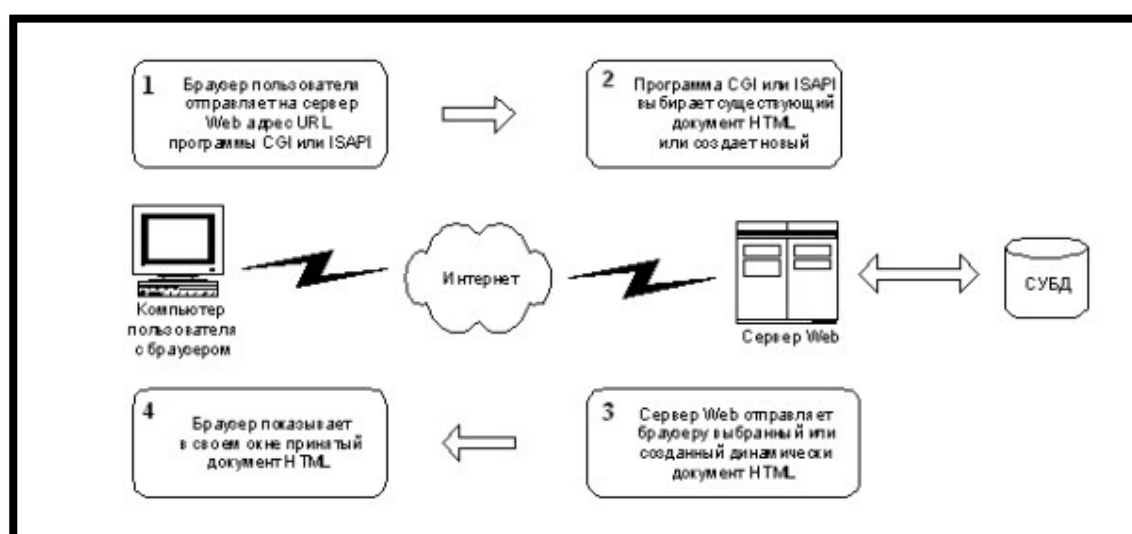 1 Браузер пользователя
отправляет на сервер
Web адрес URL
программы CGI или ISAPI
2 Программа CGI или ISAPI
выбирает существующий
документ HTML
или создает новый
Компьютер
пользователя
с браузером
Интернет
Сервер Web
СУБД
4 Браузер показывает
в своем окне принятый
документ HTML
3 Сервер Web отправляет
браузеру выбранный или
созданный динамически
документ HTML